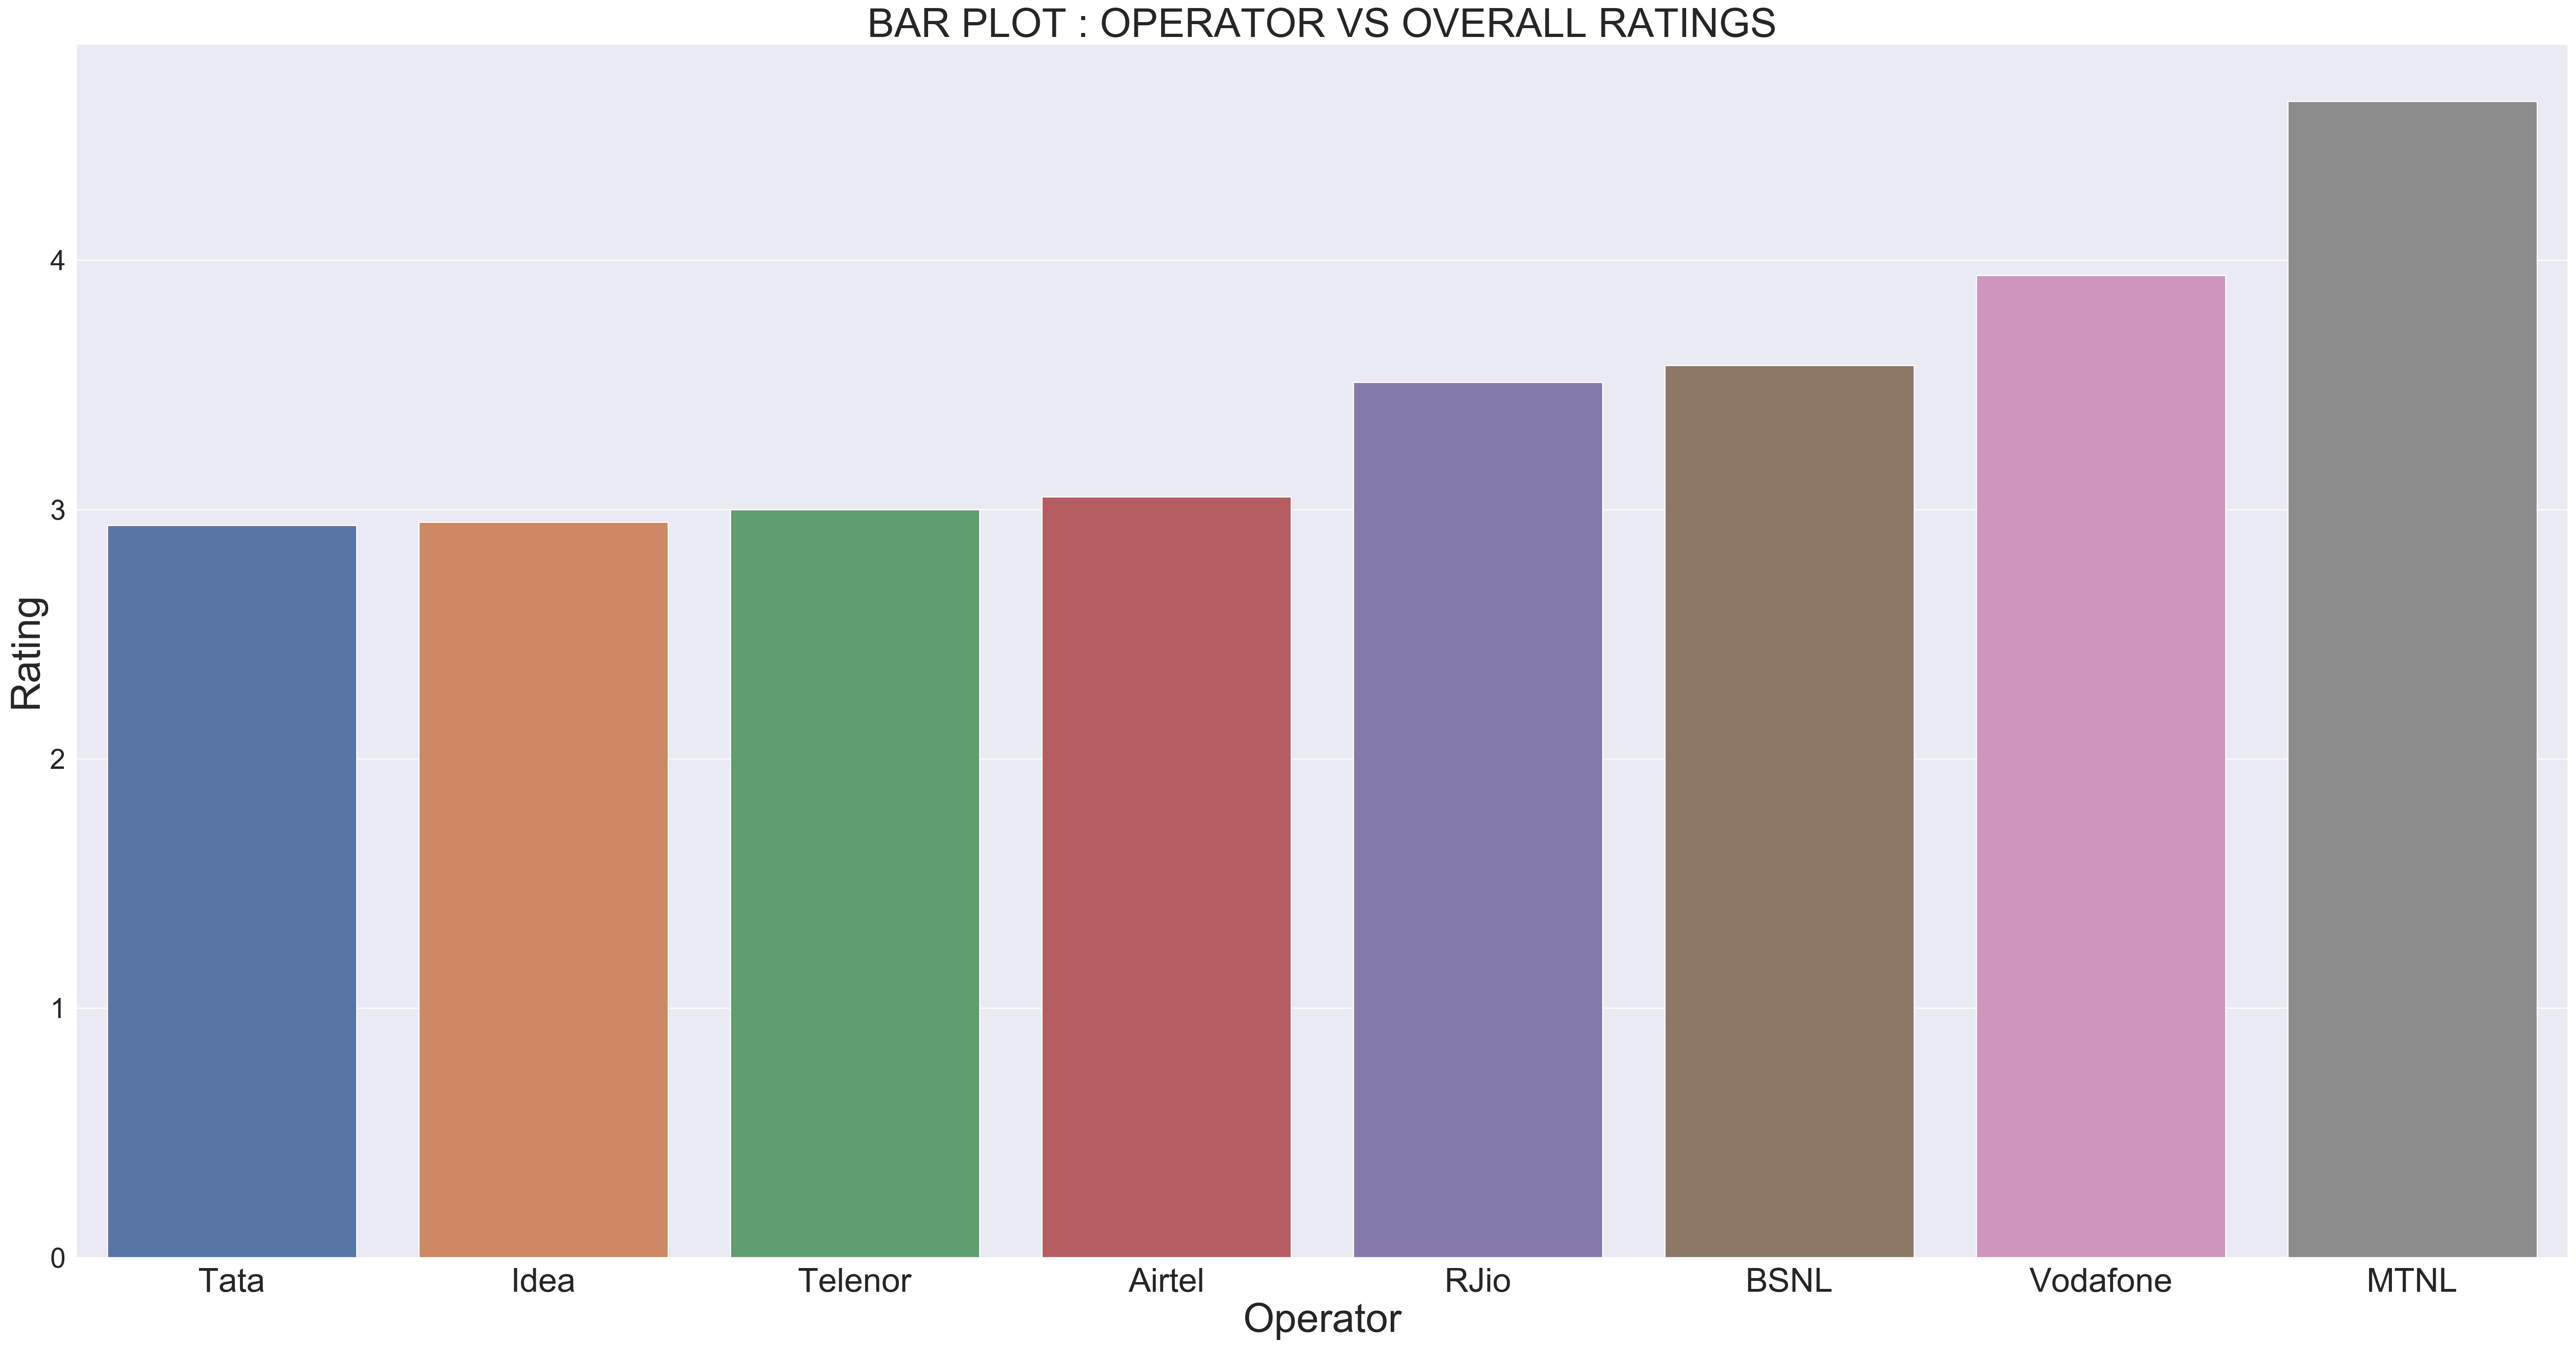 BAR PLOT : OPERATOR VS OVERALL RATINGS
Rating
4
3
2
1
0
Tata Idea Telenor Airtel RJio BSNL Vodafone MTNL
Operator